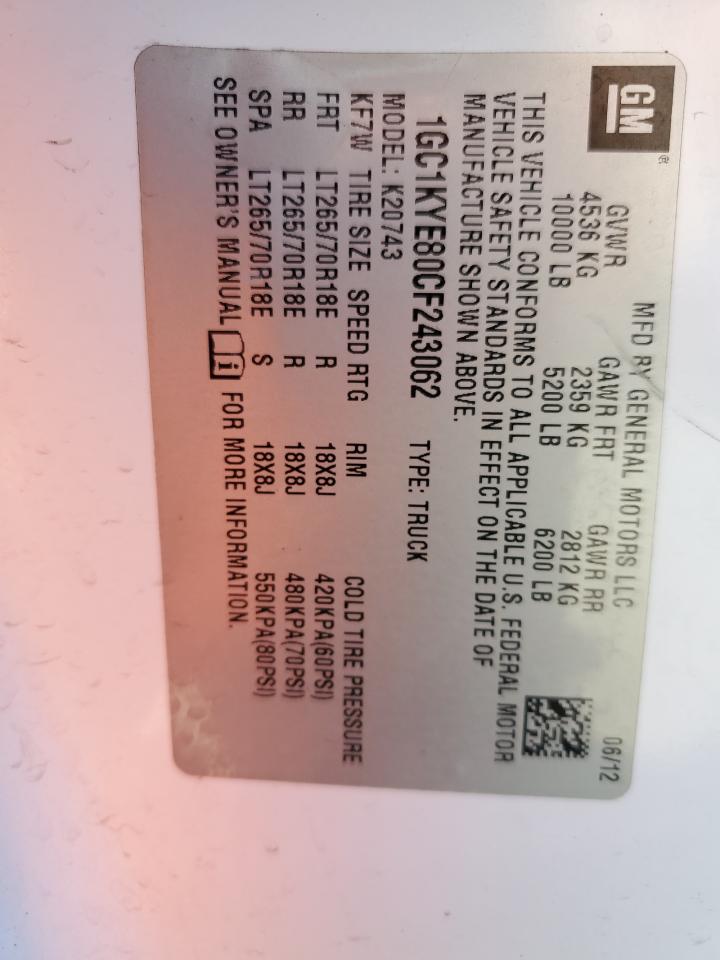 GM
MFD BY GENERAL MOTORS LLC 06/12
GVWR GAWR FRT GAWR RR
4536 KG 2359 KG 2812 KG
10000 LB 5200 LB 6200 LB
THIS VEHICLE CONFORMS TO ALL APPLICABLE U.S. FEDERAL MOTOR
VEHICLE SAFETY STANDARDS IN EFFECT ON THE DATE OF
MANUFACTURE SHOWN ABOVE.
1GC1KYE80CF243062 TYPE: TRUCK
MODEL: K20743
KF7W TIRE SIZE SPEED RTG RIM COLD TIRE PRESSURE
FRT LT265/70R18E R 18X8J 420KPA(60PSI)
RR LT265/70R18E R 18X8J 480KPA(70PSI)
SPA LT265/70R18E S 18X8J 550KPA(80PSI)
SEE OWNER'S MANUAL FOR MORE INFORMATION.